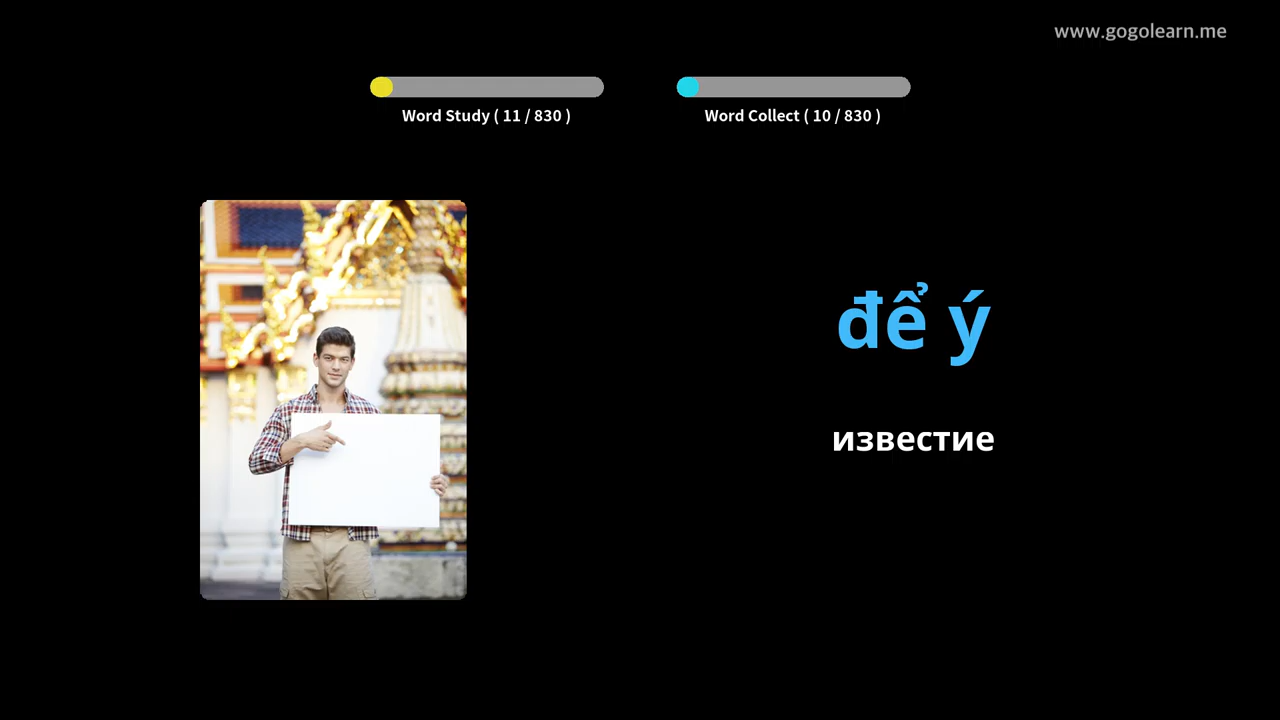 www.gogolearn.me
Word Study ( 11 / 830 )
Word Collect ( 10 / 830 )
để ý
известие